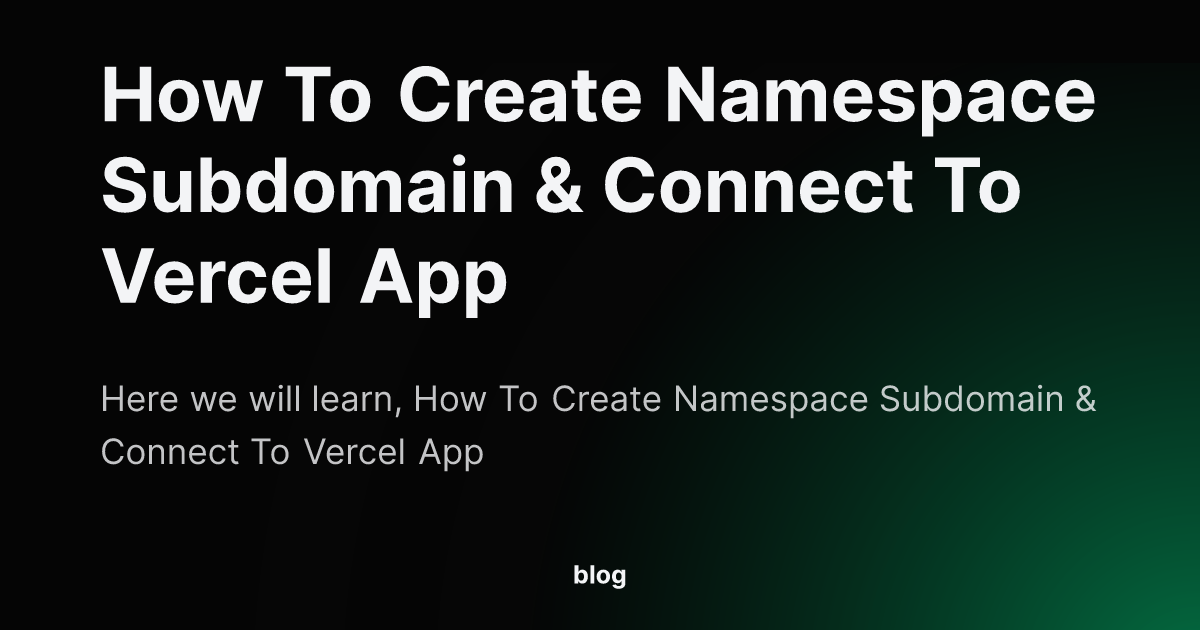 How To Create Namespace
Subdomain & Connect To
Vercel App
Here we will learn, How To Create Namespace Subdomain &
Connect To Vercel App
blog